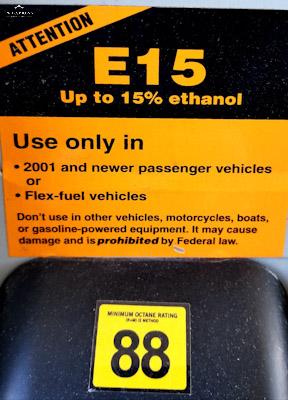 ATTENTION
E15
Up to 15% ethanol
Use only in
• 2001 and newer passenger vehicles
or
• Flex-fuel vehicles
Don't use in other vehicles, motorcycles, boats,
or gasoline-powered equipment. It may cause
damage and is prohibited by Federal law.
MINIMUM OCTANE RATING
(R+M)/2 METHOD
88